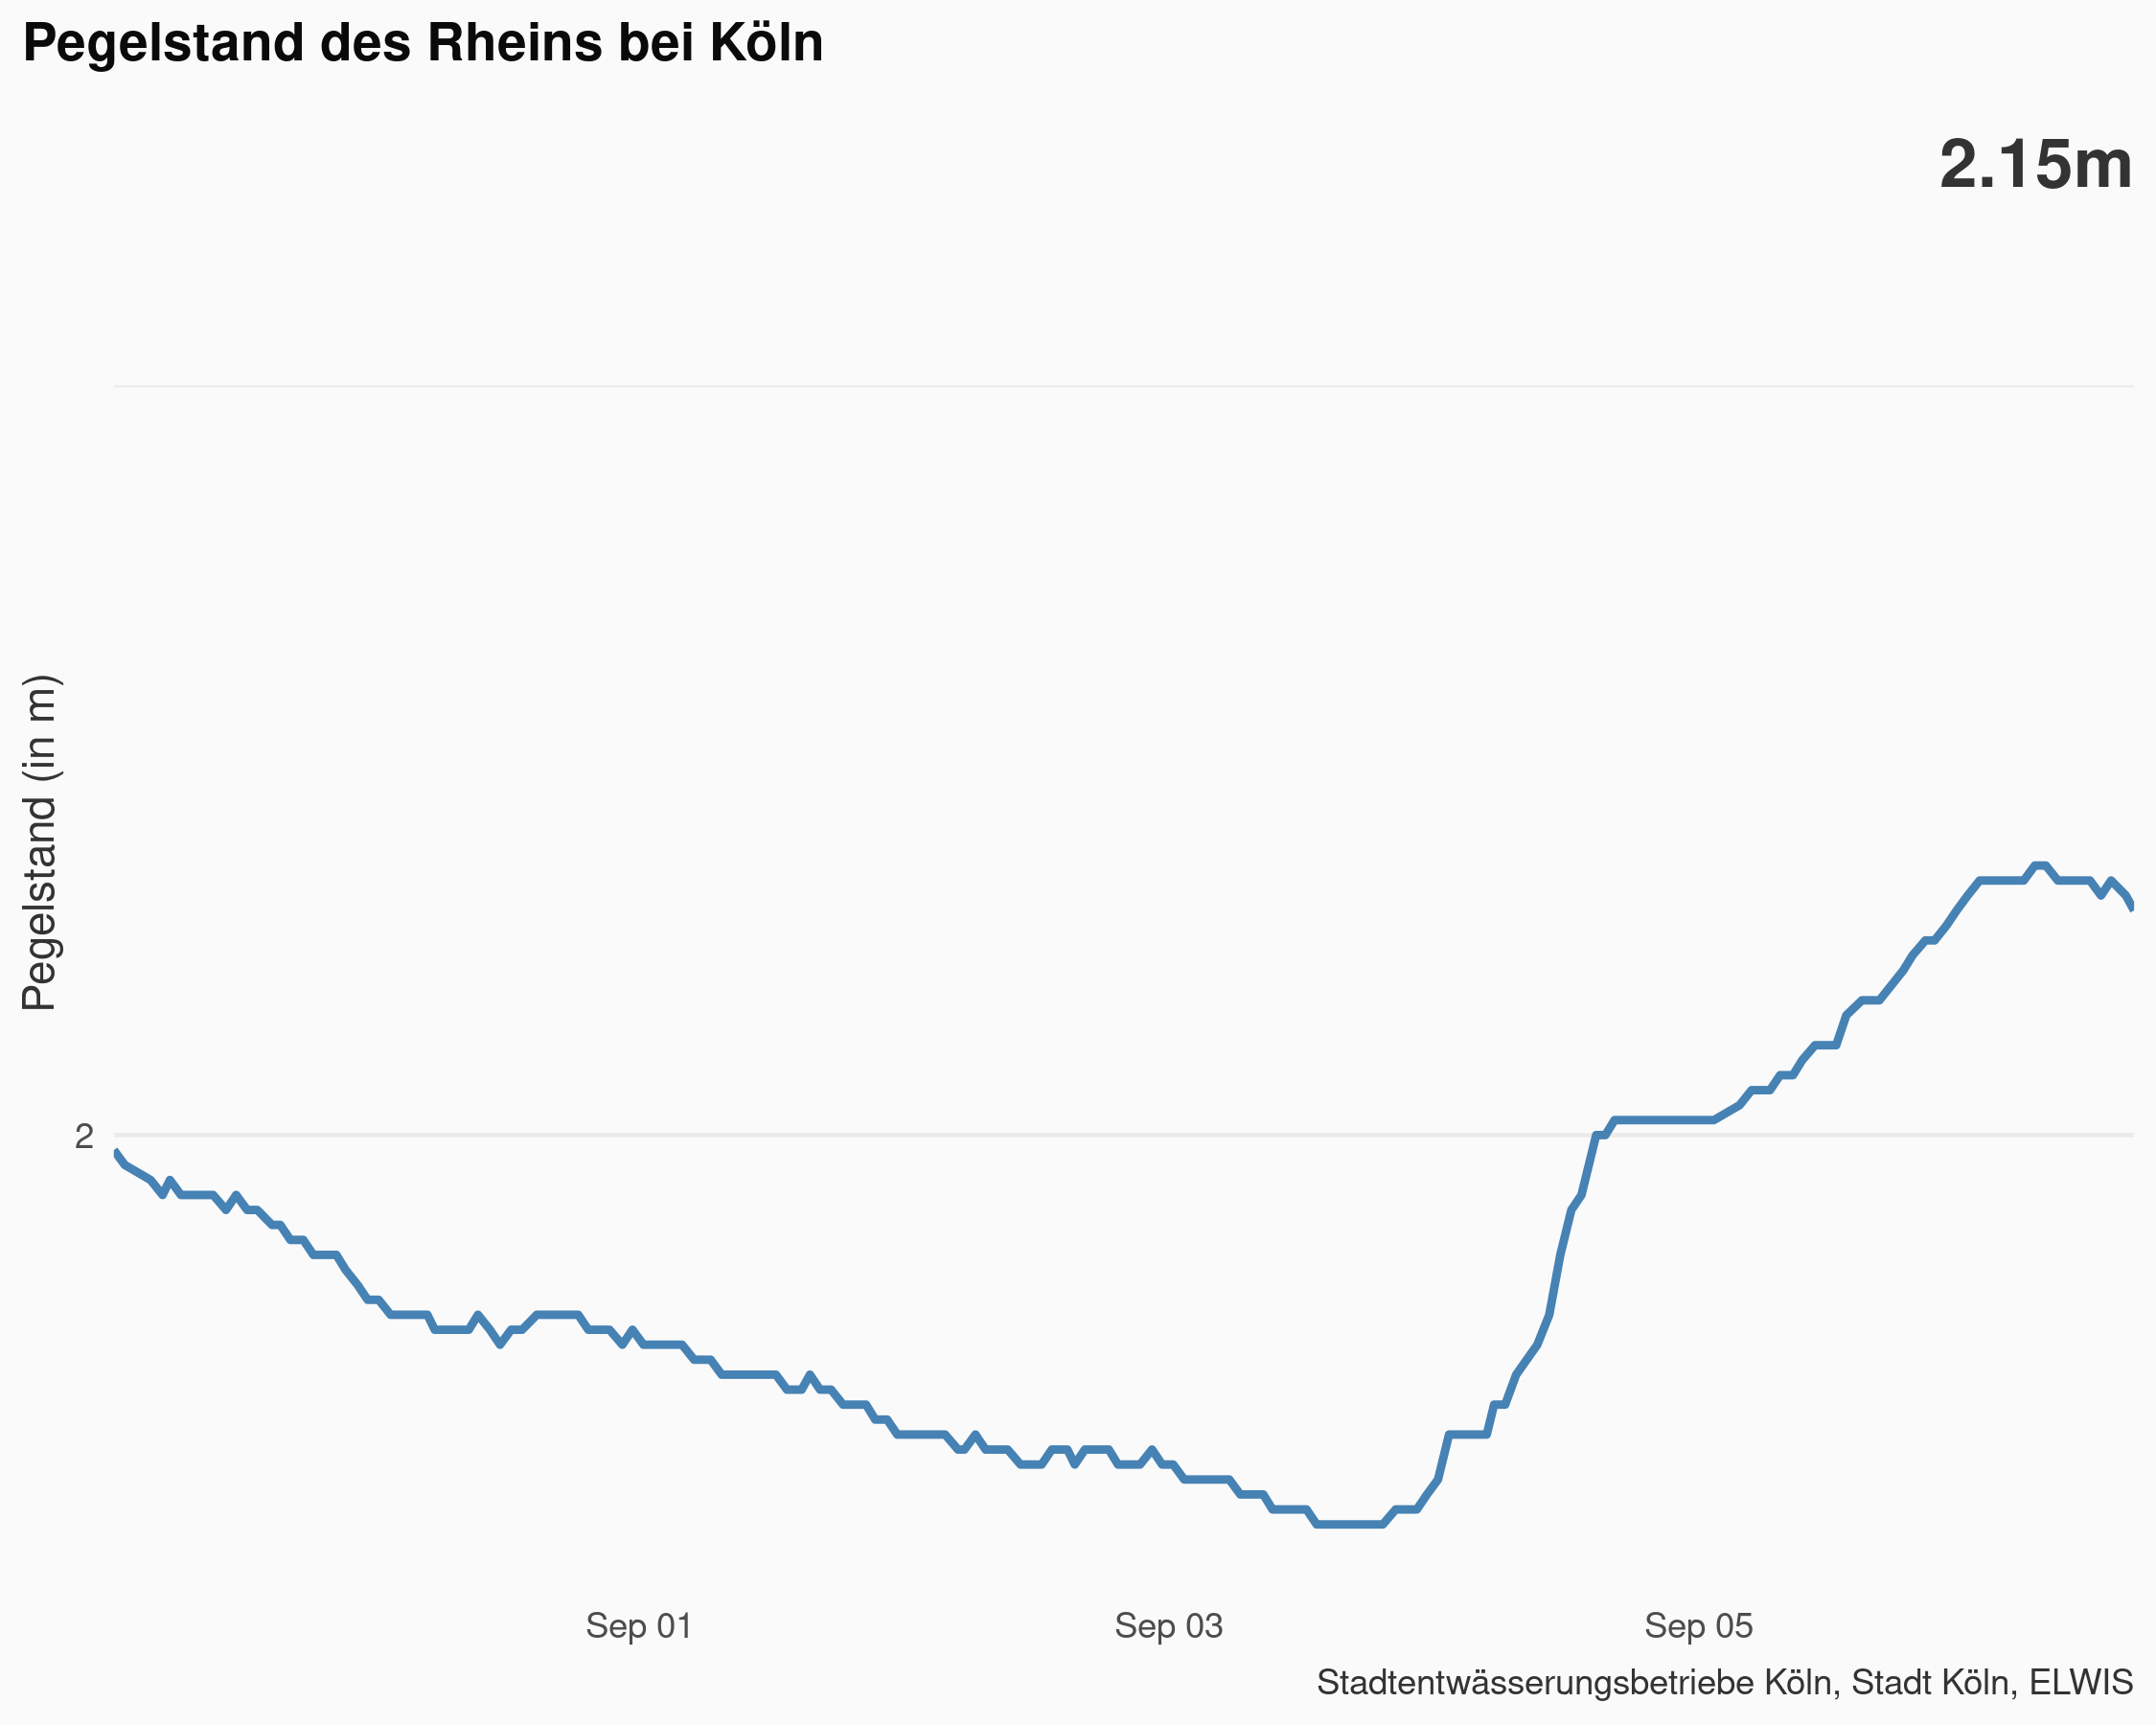 Pegelstand des Rheins bei Köln
2.15m
Pegelstand (in m)
2
Sep 01
Sep 03
Sep 05
Stadtentwässerungsbetriebe Köln, Stadt Köln, ELWIS